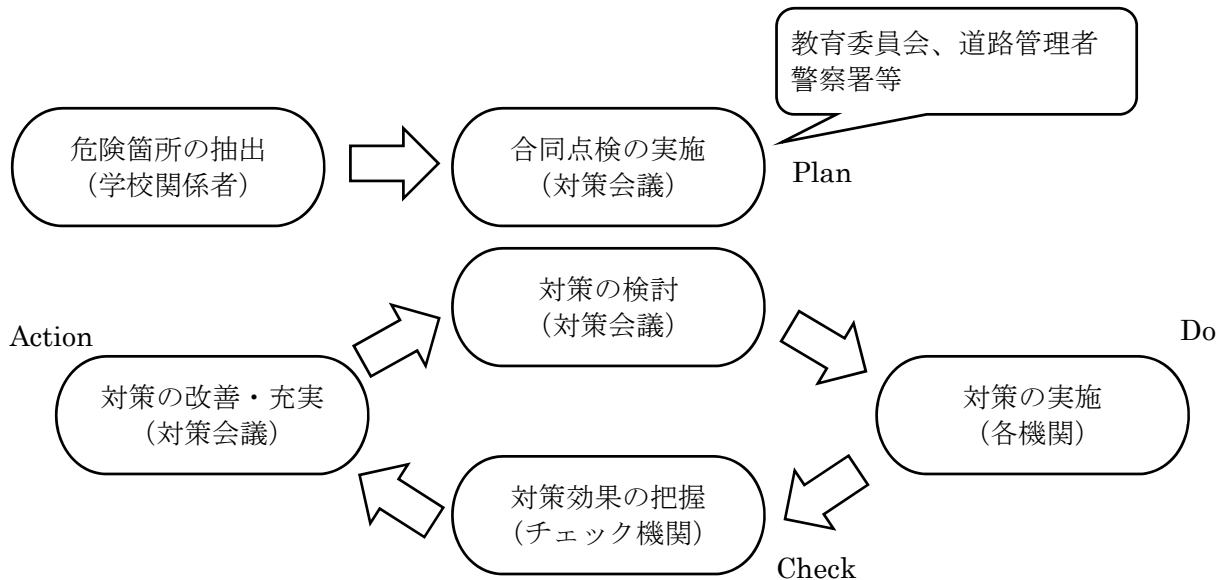 教育委員会、道路管理者
警察署等
危険箇所の抽出
（学校関係者）
合同点検の実施
（対策会議）
Plan
対策の検討
（対策会議）
Action
Do
対策の改善・充実
（対策会議）
対策の実施
（各機関）
対策効果の把握
（チェック機関）
Check